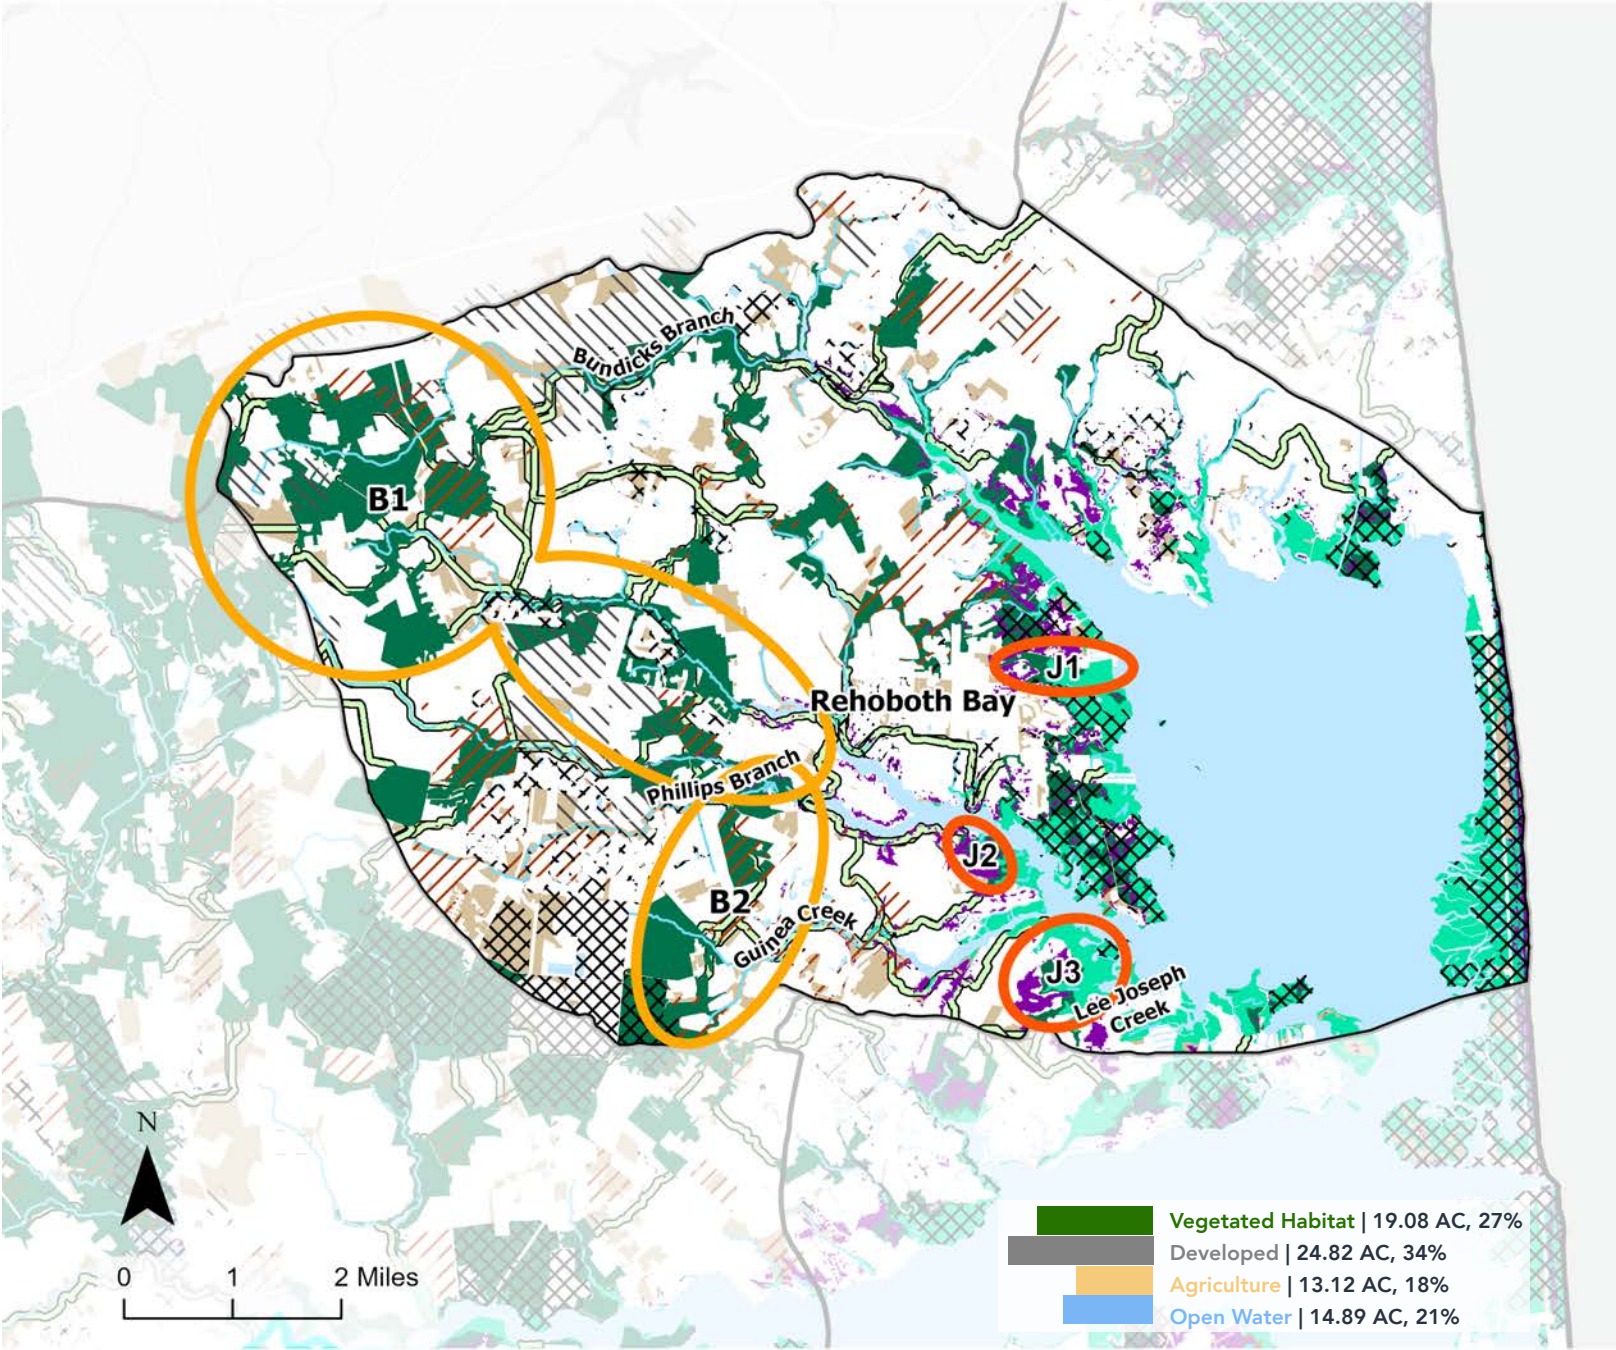 Bundicks Branch
B1
J1
Rehoboth Bay
Phillips Branch
J2
B2
Guinea Creek
J3
Lee Joseph
Creek
N
0 1 2 Miles
Vegetated Habitat | 19.08 AC, 27%
Developed | 24.82 AC, 34%
Agriculture | 13.12 AC, 18%
Open Water | 14.89 AC, 21%